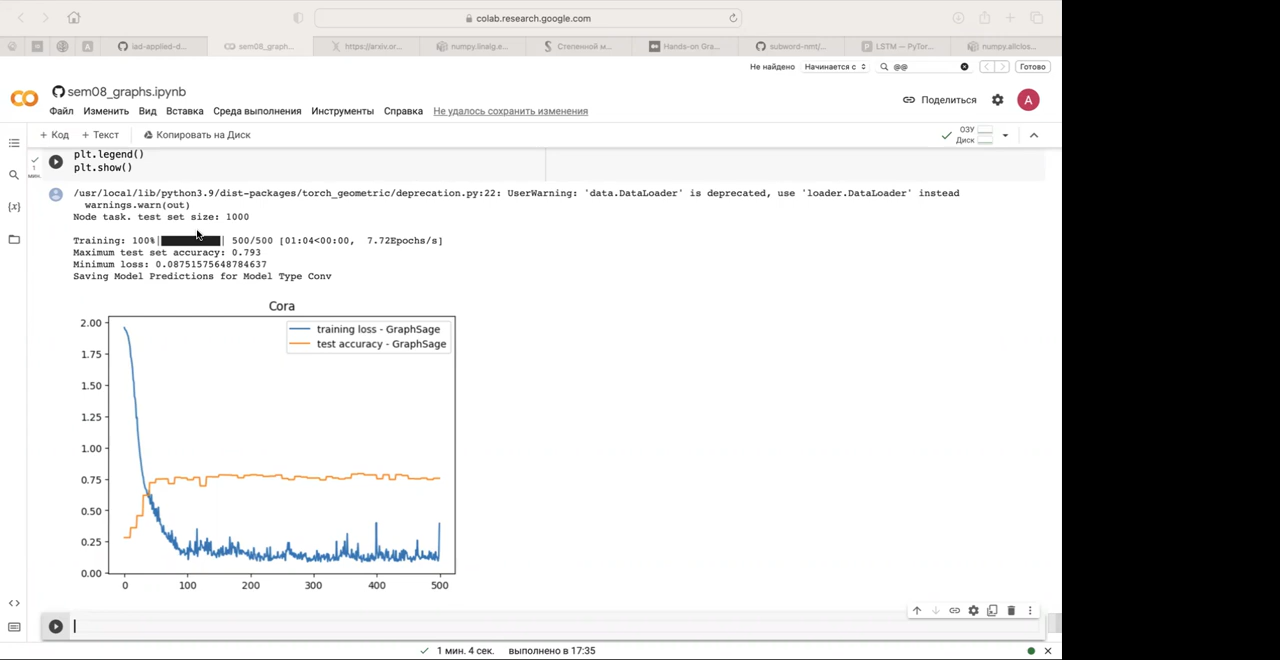 colab.research.google.com
iad-applied-d...
sem08_graph...
https://arxiv.or...
numpy.linalg.e...
Степенной м...
Hands-on Gra...
subword-nmt/...
LSTM — PyTor...
numpy.allclos...
Не найдено Начинается с @@ Готово
sem08_graphs.ipynb
Файл Изменить Вид Вставка Среда выполнения Инструменты Справка Не удалось сохранить изменения
Поделиться
A
+ Код + Текст Копировать на Диск
ОЗУ
Диск
plt.legend()
plt.show()
1
мин.
/usr/local/lib/python3.9/dist-packages/torch_geometric/deprecation.py:22: UserWarning: 'data.DataLoader' is deprecated, use 'loader.DataLoader' instead
warnings.warn(out)
Node task. test set size: 1000
Training: 100%| | 500/500 [01:04<00:00, 7.72Epochs/s]
Maximum test set accuracy: 0.793
Minimum loss: 0.08751575648784637
Saving Model Predictions for Model Type Conv
Cora
training loss - GraphSage
test accuracy - GraphSage
2.00
1.75
1.50
1.25
1.00
0.75
0.50
0.25
0.00
0 100 200 300 400 500
1 мин. 4 сек. выполнено в 17:35